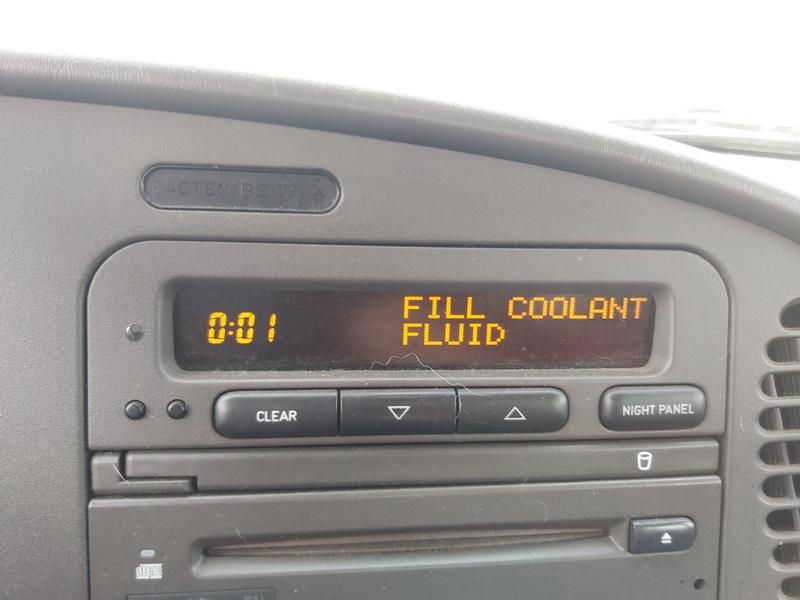 FASTEN BELTS
0:01
FILL COOLANT
FLUID
CLEAR
NIGHT PANEL